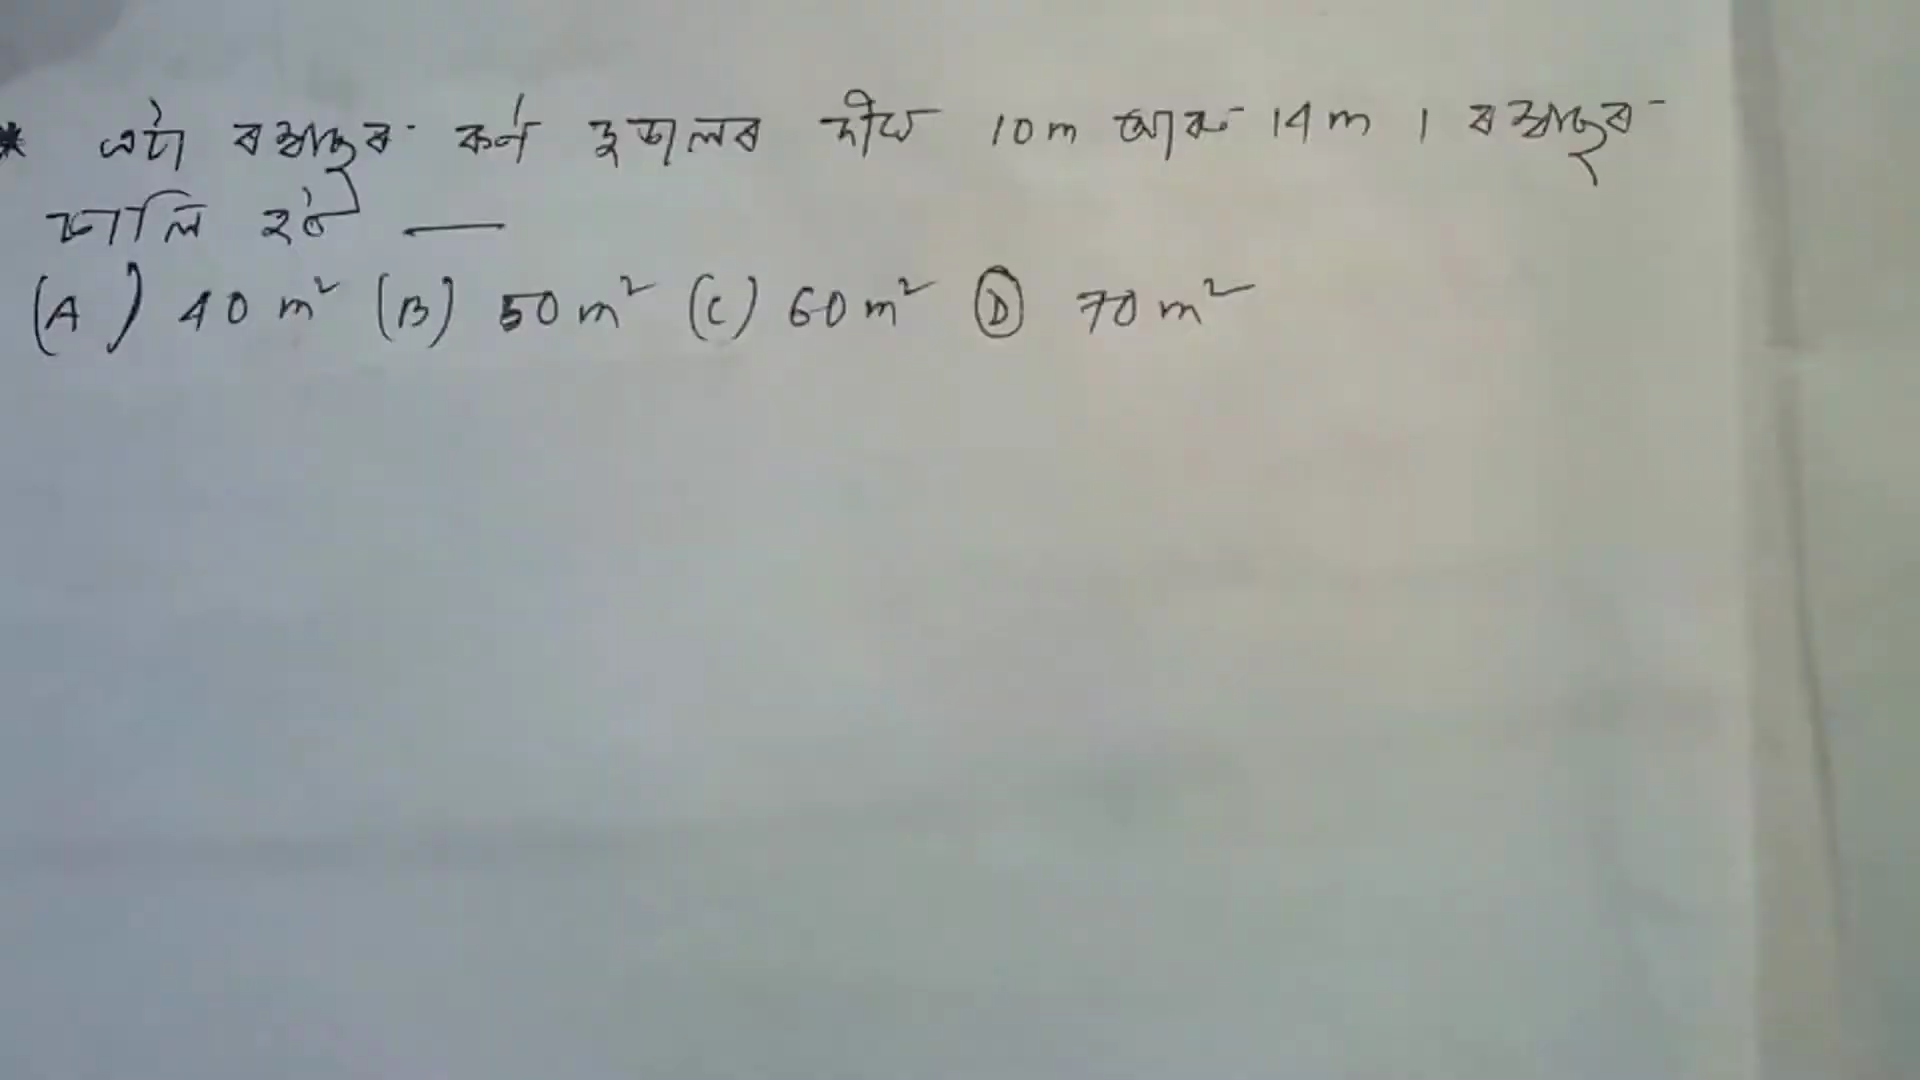 * এটা ৰম্বাছৰ কৰ্ণ দুডালৰ দীঘ 10m আৰু 14m । ৰম্বাছৰ
কালি হ'ব —
(A) 40 m² (B) 50 m² (C) 60 m² (D) 70 m²